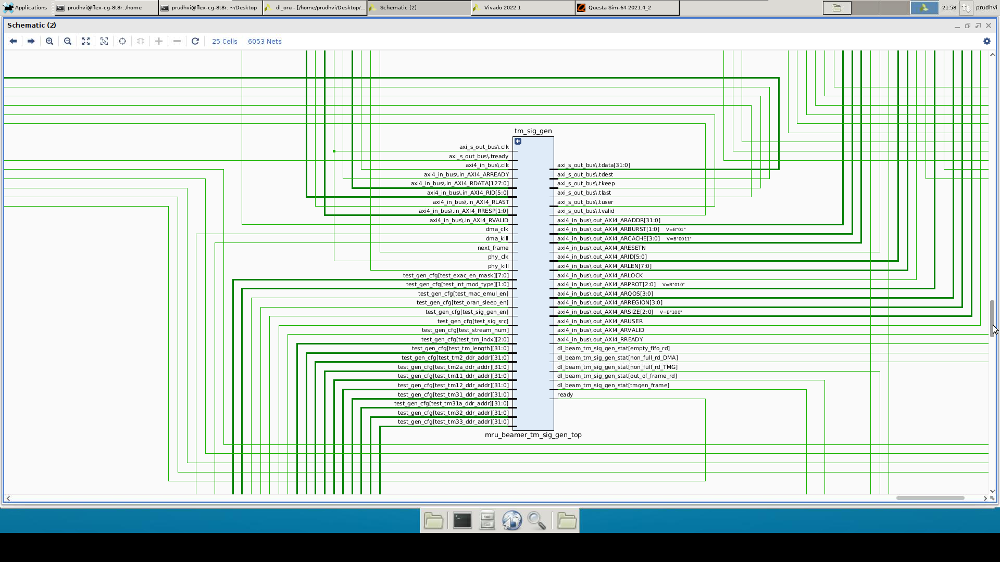 Applications
prudhvi@flex-cg-8t8r: /home
prudhvi@flex-cg-8t8r: ~/Desktop
dl_oru - [/home/prudhvi/Desktop/...
Schematic (2)
Vivado 2022.1
Questa Sim-64 2021.4_2
21:58
prudhvi
Schematic (2)
25 Cells
6053 Nets
tm_sig_gen
axi_s_out_bus\.clk
axi_s_out_bus\.tready
axi4_in_bus\.clk
axi4_in_bus\.in_AXI4_ARREADY
axi4_in_bus\.in_AXI4_RDATA[127:0]
axi4_in_bus\.in_AXI4_RID[5:0]
axi4_in_bus\.in_AXI4_RLAST
axi4_in_bus\.in_AXI4_RRESP[1:0]
axi4_in_bus\.in_AXI4_RVALID
dma_clk
dma_kill
next_frame
phy_clk
phy_kill
test_gen_cfg[test_exac_en_mask][7:0]
test_gen_cfg[test_int_mod_type][1:0]
test_gen_cfg[test_mac_emul_en]
test_gen_cfg[test_oran_sleep_en]
test_gen_cfg[test_sig_gen_en]
test_gen_cfg[test_sig_src]
test_gen_cfg[test_stream_num]
test_gen_cfg[test_tm_indx][2:0]
test_gen_cfg[test_tm_length][31:0]
test_gen_cfg[test_tm2_ddr_addr][31:0]
test_gen_cfg[test_tm2a_ddr_addr][31:0]
test_gen_cfg[test_tm11_ddr_addr][31:0]
test_gen_cfg[test_tm12_ddr_addr][31:0]
test_gen_cfg[test_tm31_ddr_addr][31:0]
test_gen_cfg[test_tm31a_ddr_addr][31:0]
test_gen_cfg[test_tm32_ddr_addr][31:0]
test_gen_cfg[test_tm33_ddr_addr][31:0]
axi_s_out_bus\.tdata[31:0]
axi_s_out_bus\.tdest
axi_s_out_bus\.tkeep
axi_s_out_bus\.tlast
axi_s_out_bus\.tuser
axi_s_out_bus\.tvalid
axi4_in_bus\.out_AXI4_ARADDR[31:0]
axi4_in_bus\.out_AXI4_ARBURST[1:0] V=B"01"
axi4_in_bus\.out_AXI4_ARCACHE[3:0] V=B"0011"
axi4_in_bus\.out_AXI4_ARESETN
axi4_in_bus\.out_AXI4_ARID[5:0]
axi4_in_bus\.out_AXI4_ARLEN[7:0]
axi4_in_bus\.out_AXI4_ARLOCK
axi4_in_bus\.out_AXI4_ARPROT[2:0] V=B"010"
axi4_in_bus\.out_AXI4_ARQOS[3:0]
axi4_in_bus\.out_AXI4_ARREGION[3:0]
axi4_in_bus\.out_AXI4_ARSIZE[2:0] V=B"100"
axi4_in_bus\.out_AXI4_ARUSER
axi4_in_bus\.out_AXI4_ARVALID
axi4_in_bus\.out_AXI4_RREADY
dl_beam_tm_sig_gen_stat[empty_fifo_rd]
dl_beam_tm_sig_gen_stat[non_full_rd_DMA]
dl_beam_tm_sig_gen_stat[non_full_rd_TMG]
dl_beam_tm_sig_gen_stat[out_of_frame_rd]
dl_beam_tm_sig_gen_stat[tmgen_frame]
ready
mru_beamer_tm_sig_gen_top